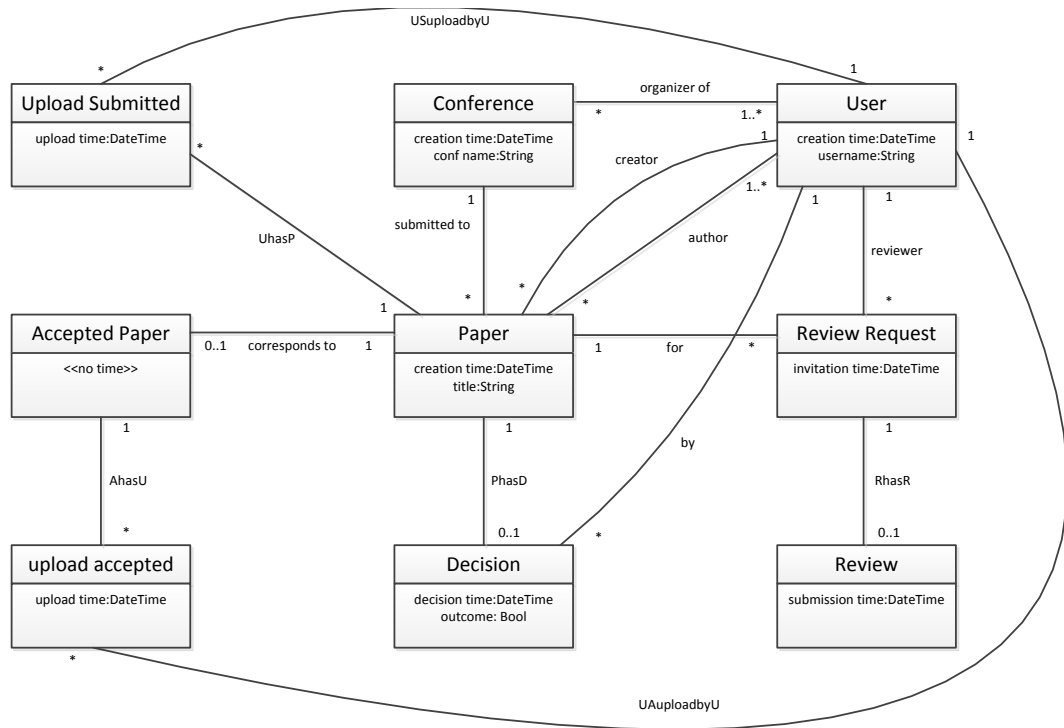 USuploadbyU
*
1
Upload Submitted
upload time:DateTime
*
Conference
creation time:DateTime
conf name:String
1
organizer of
*
1..*
User
creation time:DateTime
username:String
1
1
creator
1..*
1
1
submitted to
UhasP
author
reviewer
*
*
*
*
1
Accepted Paper
<<no time>>
0..1
corresponds to
1
Paper
creation time:DateTime
title:String
1
for
*
Review Request
invitation time:DateTime
1
1
1
AhasU
PhasD
by
RhasR
*
0..1
*
0..1
upload accepted
upload time:DateTime
Decision
decision time:DateTime
outcome: Bool
Review
submission time:DateTime
*
UAuploadbyU